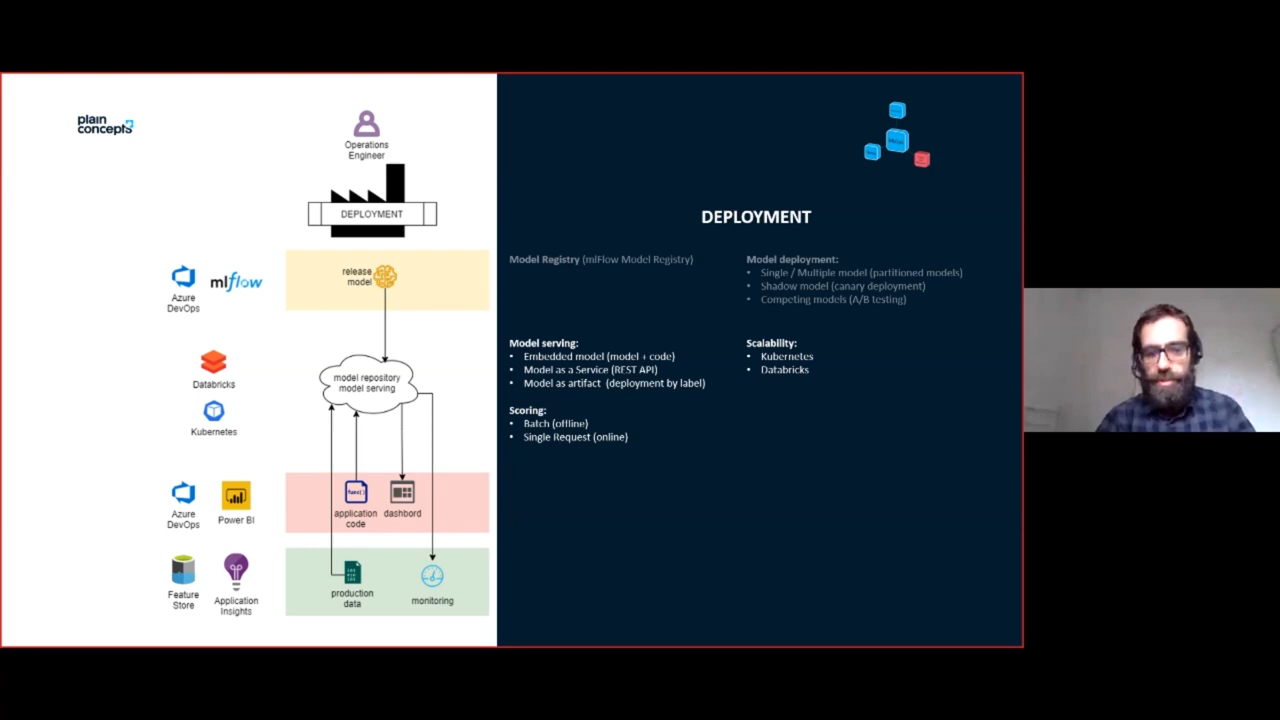 plain
concepts
Operations
Engineer
DEPLOYMENT
release
model
Azure
DevOps
mlflow
model repository
model serving
Databricks
Kubernetes
Azure
DevOps
Power BI
func()
application
code
dashbord
Feature
Store
Application
Insights
production
data
monitoring
DEPLOYMENT
Model Registry (mlFlow Model Registry)
Model deployment:
• Single / Multiple model (partitioned models)
• Shadow model (canary deployment)
• Competing models (A/B testing)
Model serving:
• Embedded model (model + code)
• Model as a Service (REST API)
• Model as artifact (deployment by label)
Scalability:
• Kubernetes
• Databricks
Scoring:
• Batch (offline)
• Single Request (online)